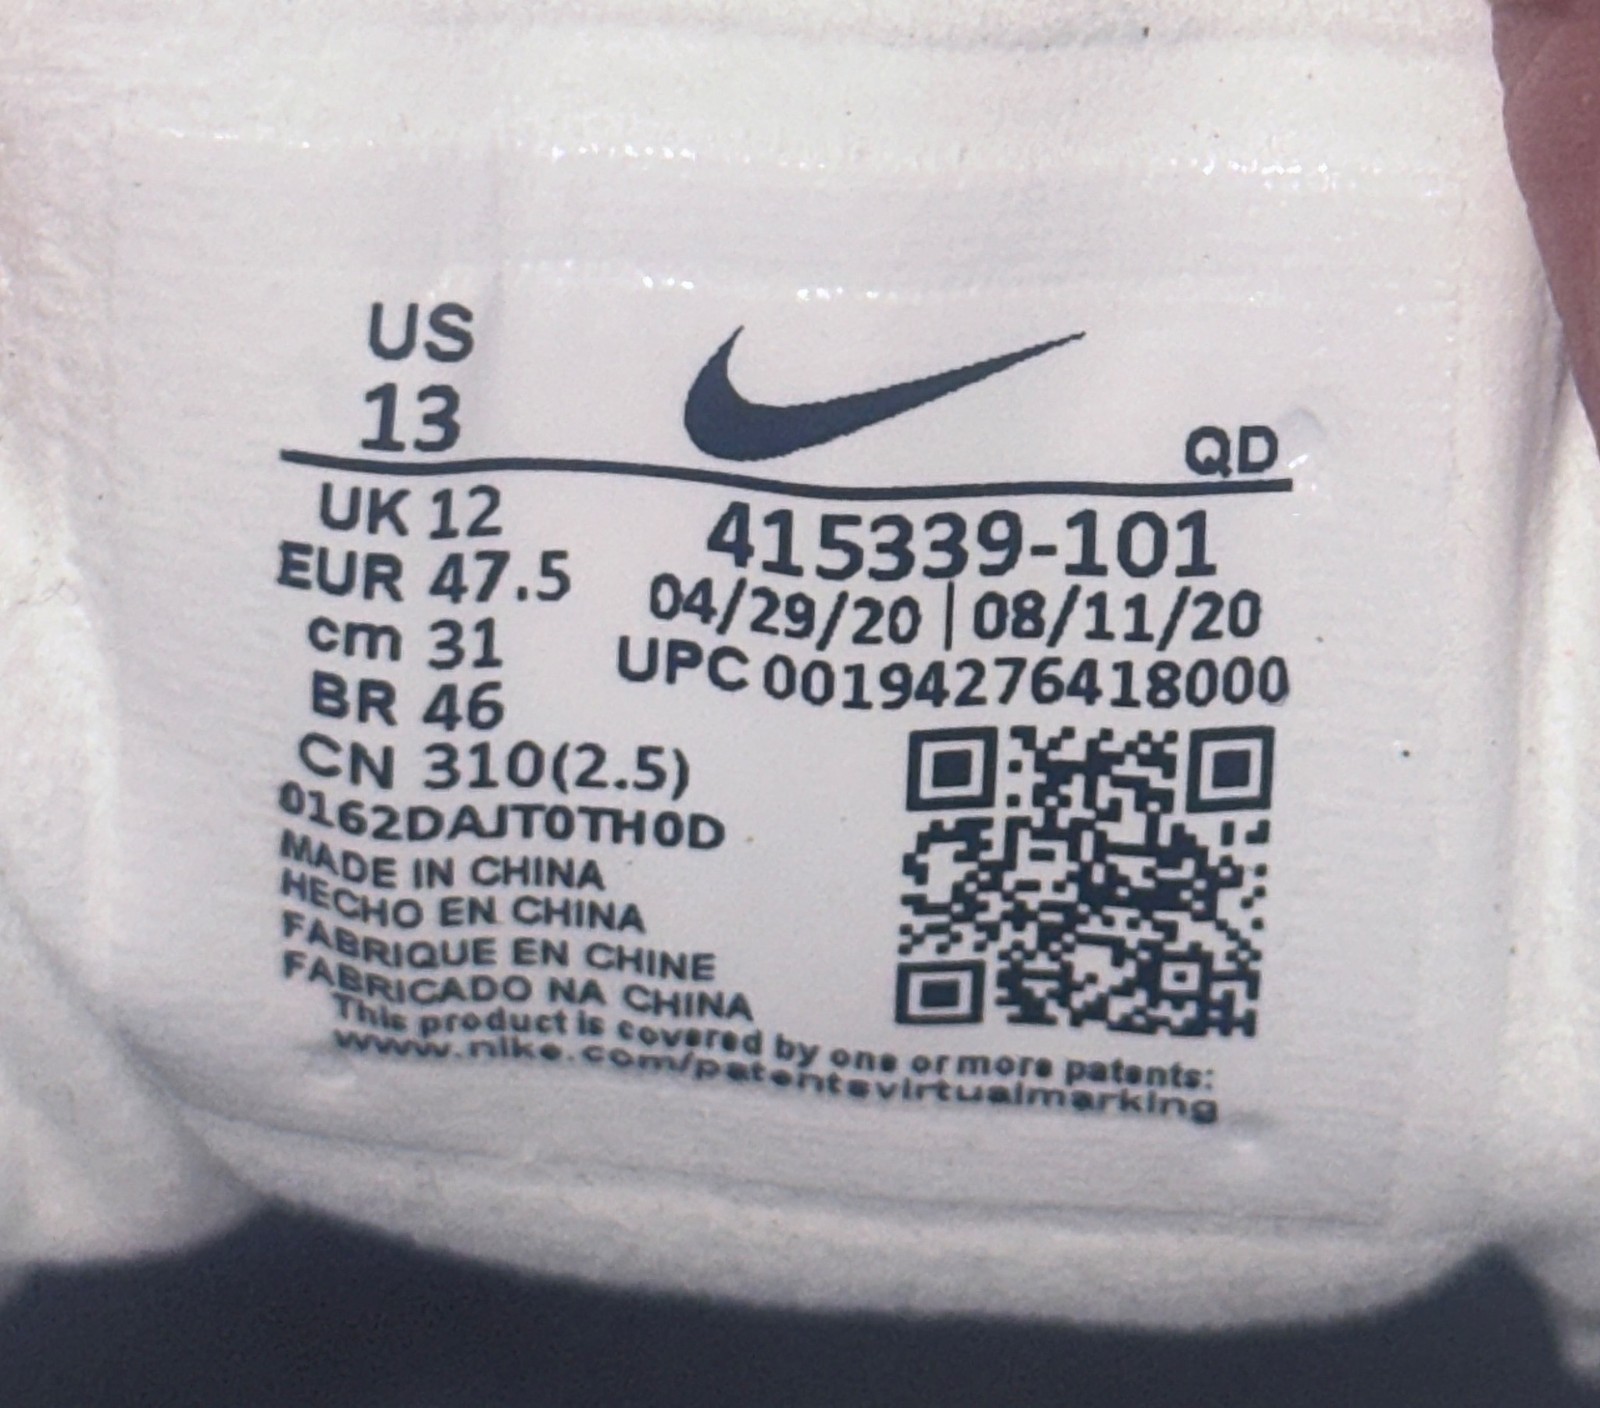 US
13
QD
UK 12
EUR 47.5
cm 31
BR 46
CN 310(2.5)
415339-101
04/29/20 | 08/11/20
UPC 00194276418000
0162DAJT0TH0D
MADE IN CHINA
HECHO EN CHINA
FABRIQUE EN CHINE
FABRICADO NA CHINA
This product is covered by one or more patents:
www.nike.com/patentsvirtualmarking